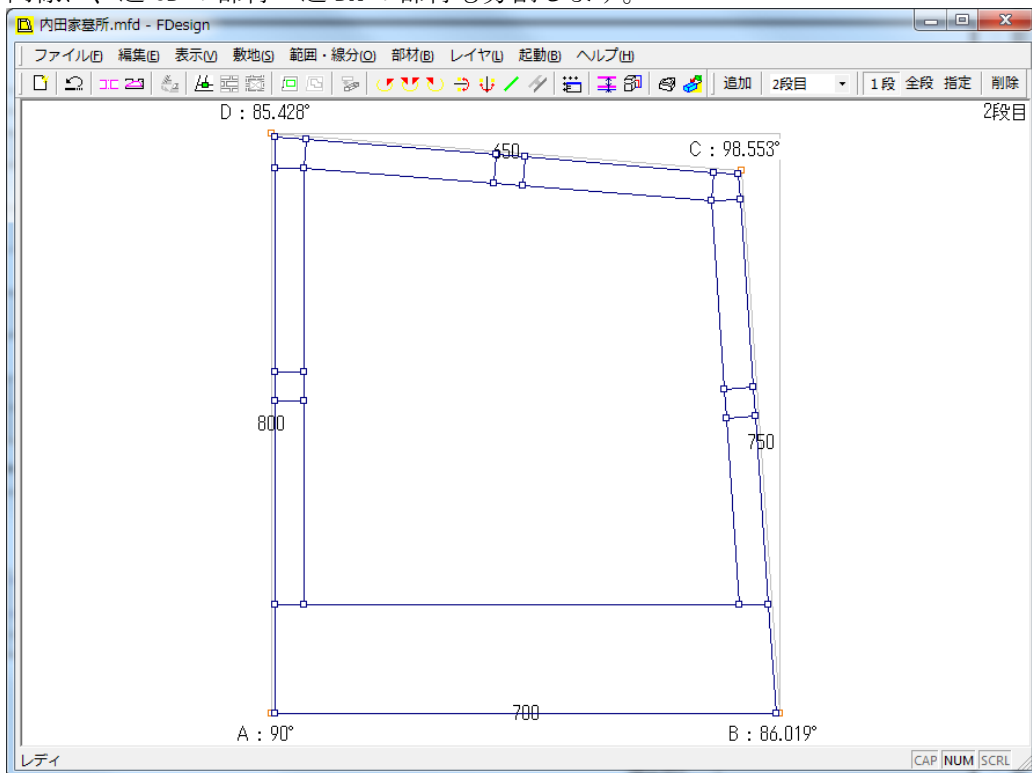 内田家墓所.mfd - FDesign
ファイル(F) 編集(E) 表示(V) 敷地(S) 範囲・線分(O) 部材(B) レイヤ(L) 起動(B) ヘルプ(H)
追加 2段目 1段 全段 指定 削除
D : 85.428° 2段目
650 C : 98.553°
800
750
700
A : 90° B : 86.019°
レディ CAP NUM SCRL